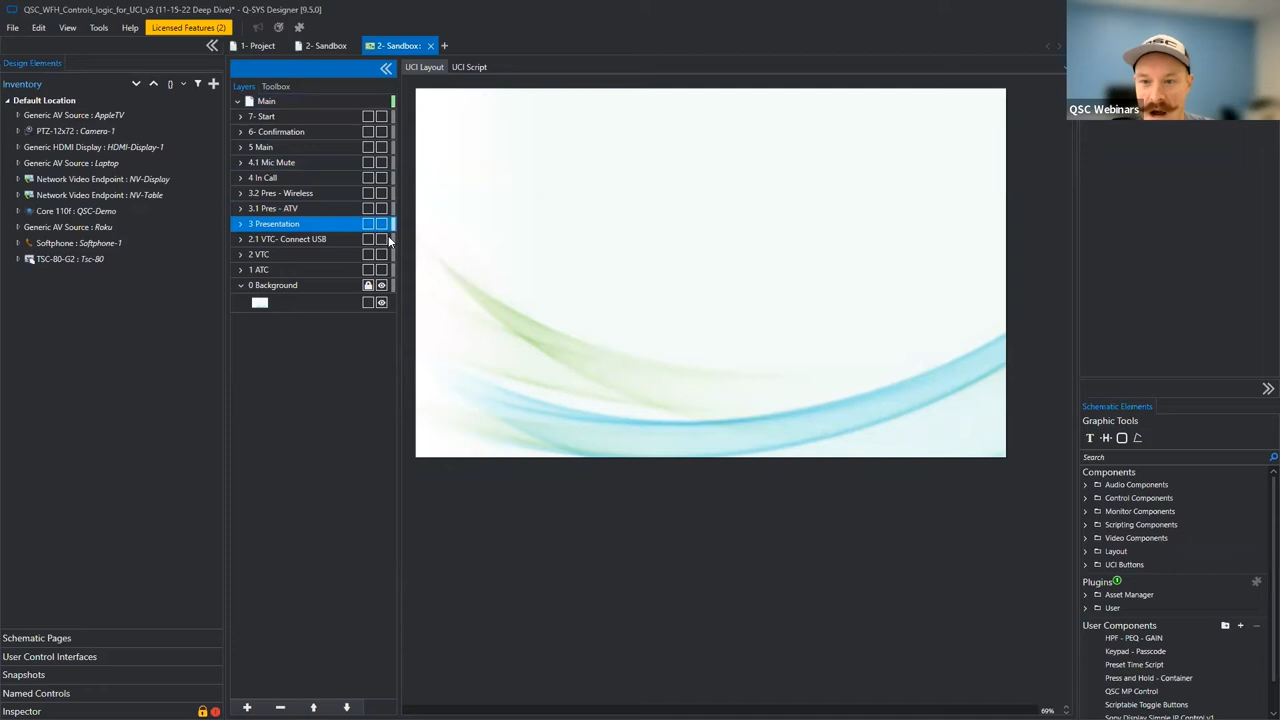 QSC_WFH_Controls_logic_for_UCI_v3 (11-15-22 Deep Dive)* - Q-SYS Designer [9.5.0]
File Edit View Tools Help Licensed Features (2)
1- Project 2- Sandbox 2- Sandbox:
Design Elements
Inventory
Default Location
Generic AV Source : AppleTV
PTZ-12x72 : Camera-1
Generic HDMI Display : HDMI-Display-1
Generic AV Source : Laptop
Network Video Endpoint : NV-Display
Network Video Endpoint : NV-Table
Core 110f : QSC-Demo
Generic AV Source : Roku
Softphone : Softphone-1
TSC-80-G2 : Tsc-80
Schematic Pages
User Control Interfaces
Snapshots
Named Controls
Inspector
Layers Toolbox
Main
7- Start
6- Confirmation
5 Main
4.1 Mic Mute
4 In Call
3.2 Pres - Wireless
3.1 Pres - ATV
3 Presentation
2.1 VTC- Connect USB
2 VTC
1 ATC
0 Background
UCI Layout UCI Script
69%
QSC
QSC Webinars
Schematic Elements
Graphic Tools
T
Search
Components
Audio Components
Control Components
Monitor Components
Scripting Components
Video Components
Layout
UCI Buttons
Plugins
Asset Manager
User
User Components
HPF - PEQ - GAIN
Keypad - Passcode
Preset Time Script
Press and Hold - Container
QSC MP Control
Scriptable Toggle Buttons
Sony Display Simple IP Control v1